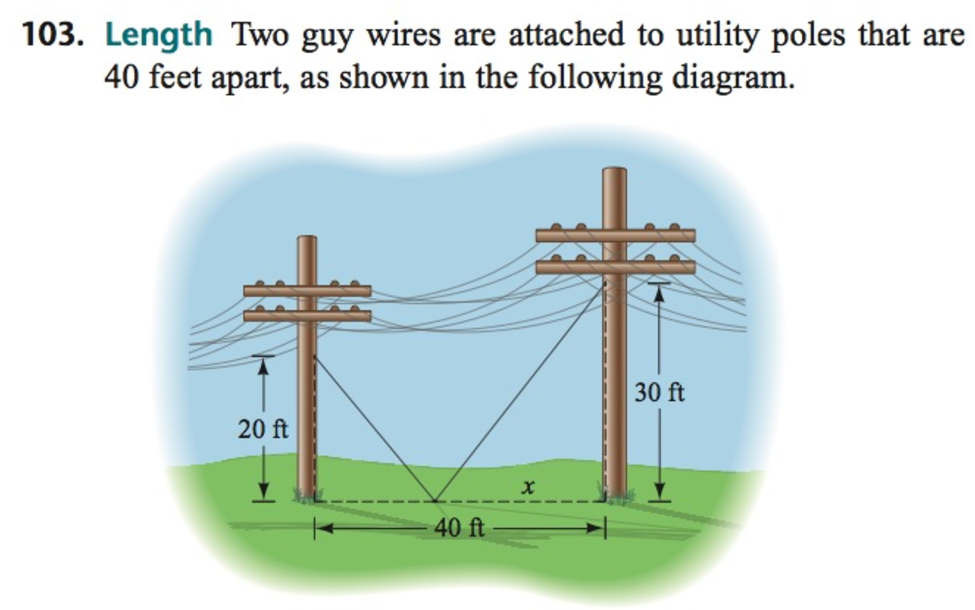 103. Length Two guy wires are attached to utility poles that are
40 feet apart, as shown in the following diagram.
30 ft
20 ft
x
40 ft